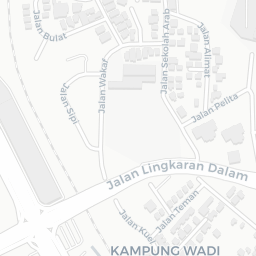 Jalan Bulat
Jalan Wakaf
Jalan Sekolah Arab
Jalan Alimat
Jalan Sipi
Jalan Pelita
Jalan Lingkaran Dalam
Jalan Teman
Jalan Kuei
KAMPUNG WADI